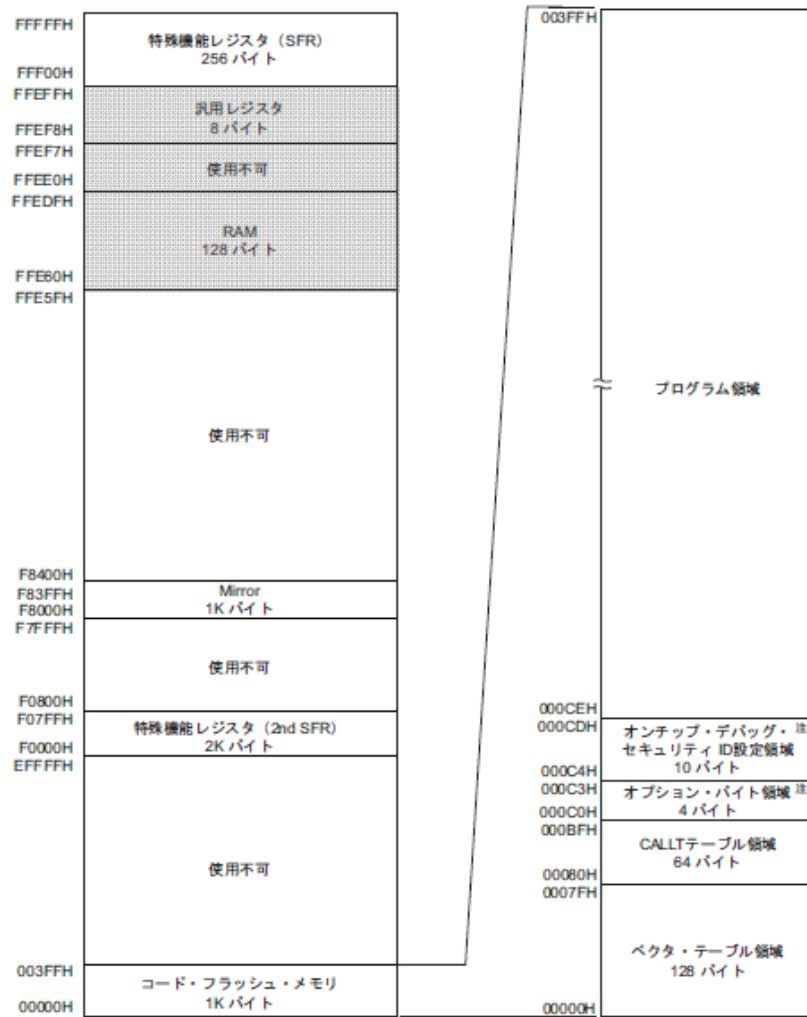 FFFFFH
特殊機能レジスタ（SFR）
256 バイト
FFF00H
FFEFFH
汎用レジスタ
8 バイト
FFEF8H
FFEF7H
使用不可
FFEE0H
FFEDFH
RAM
128 バイト
FFE60H
FFE5FH
使用不可
F8400H
F83FFH
Mirror
1K バイト
F8000H
F7FFFH
使用不可
F0800H
F07FFH
特殊機能レジスタ（2nd SFR）
2K バイト
F0000H
EFFFFH
使用不可
003FFH
コード・フラッシュ・メモリ
1K バイト
00000H
003FFH
プログラム領域
000CEH
000CDH
オンチップ・デバッグ・ 注
セキュリティ ID設定領域
10 バイト
000C4H
000C3H
オプション・バイト領域 注
4 バイト
000C0H
000BFH
CALLTテーブル領域
64 バイト
00080H
0007FH
ベクタ・テーブル領域
128 バイト
00000H